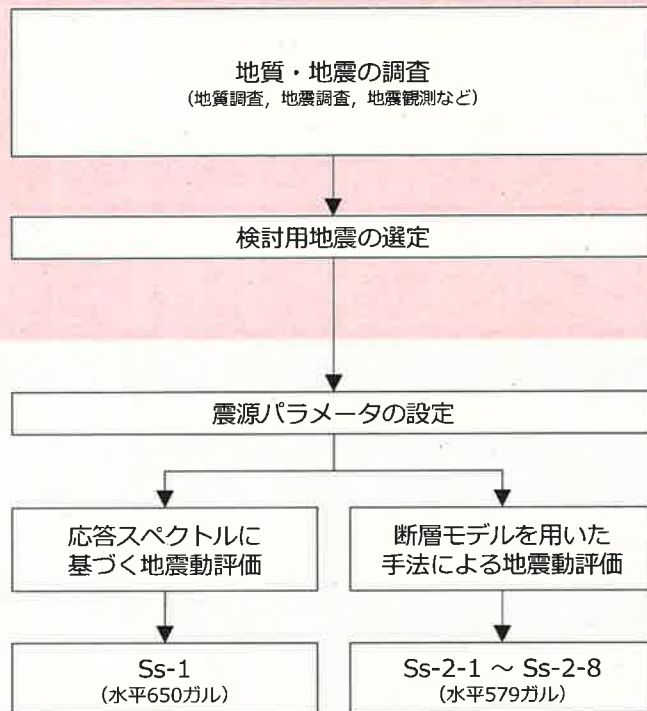 地質・地震の調査
（地質調査，地震調査，地震観測など）
検討用地震の選定
震源パラメータの設定
応答スペクトルに
基づく地震動評価
断層モデルを用いた
手法による地震動評価
Ss-1
（水平650ガル）
Ss-2-1 ～ Ss-2-8
（水平579ガル）